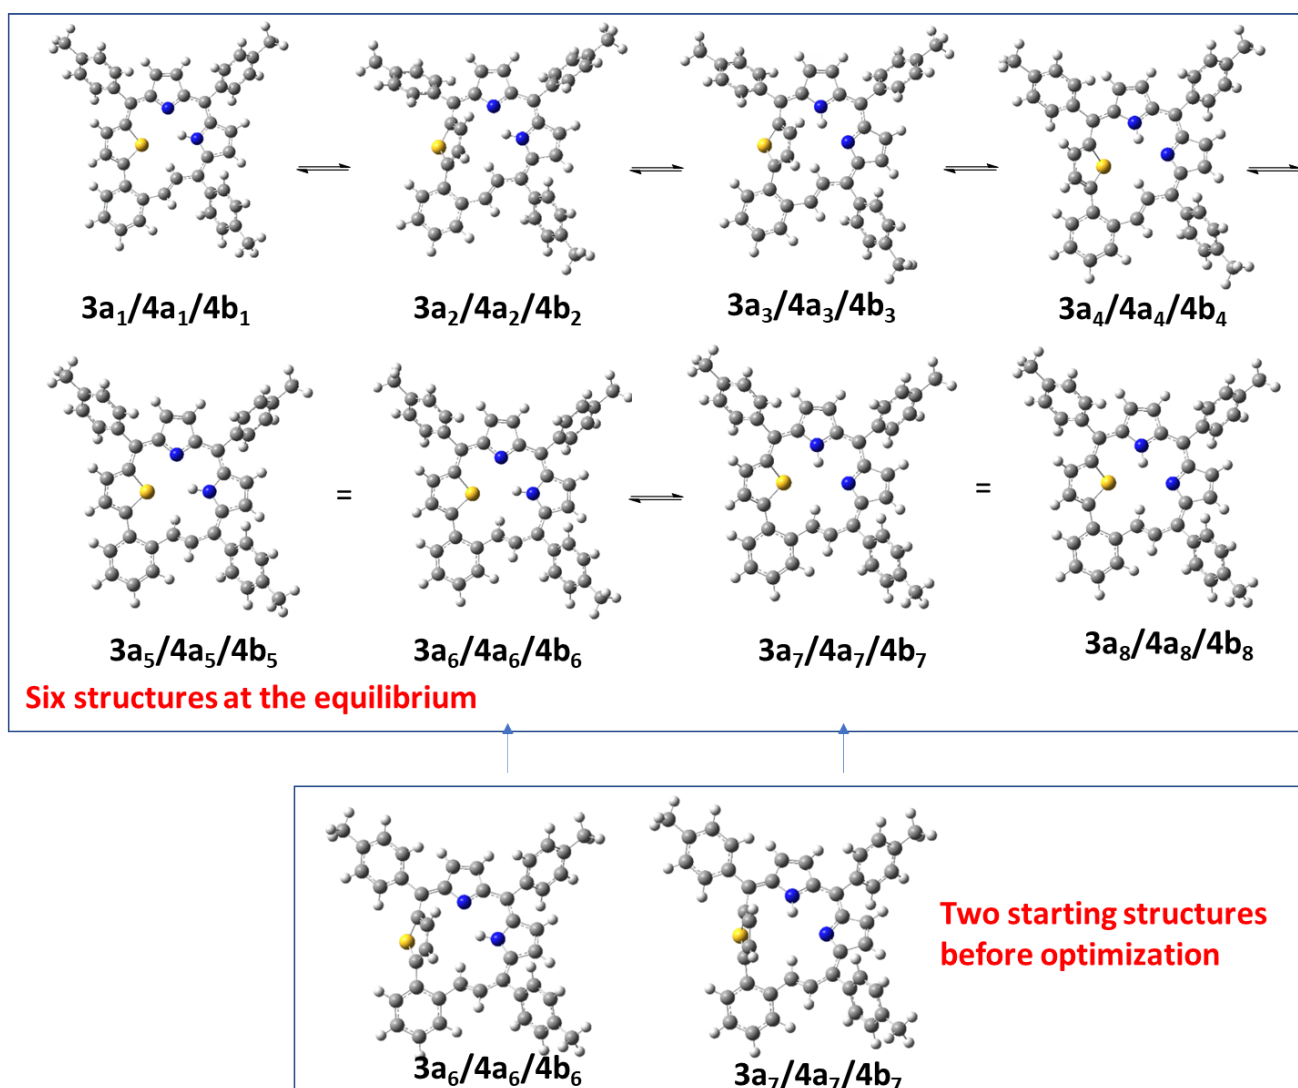 3a₁/4a₁/4b₁
3a₂/4a₂/4b₂
3a₃/4a₃/4b₃
3a₄/4a₄/4b₄
=
=
3a₅/4a₅/4b₅
3a₆/4a₆/4b₆
3a₇/4a₇/4b₇
3a₈/4a₈/4b₈
Six structures at the equilibrium
Two starting structures
before optimization
3a₆/4a₆/4b₆
3a₇/4a₇/4b₇